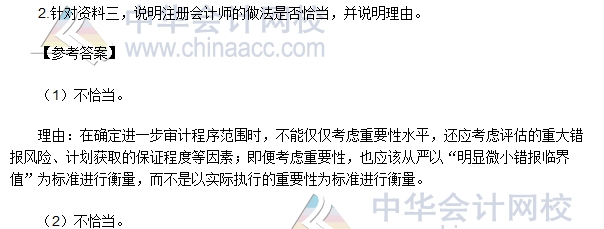 2.针对资料三，说明注册会计师的做法是否恰当，并说明理由。
中华会计网校
www.chinaacc.com
【参考答案】
（1）不恰当。
理由：在确定进一步审计程序范围时，不能仅仅考虑重要性水平，还应考虑评估的重大错
报风险、计划获取的保证程度等因素；即便考虑重要性，也应该从严以“明显微小错报临界
值”为标准进行衡量，而不是以实际执行的重要性为标准进行衡量。
中华会计网校
（2）不恰当。